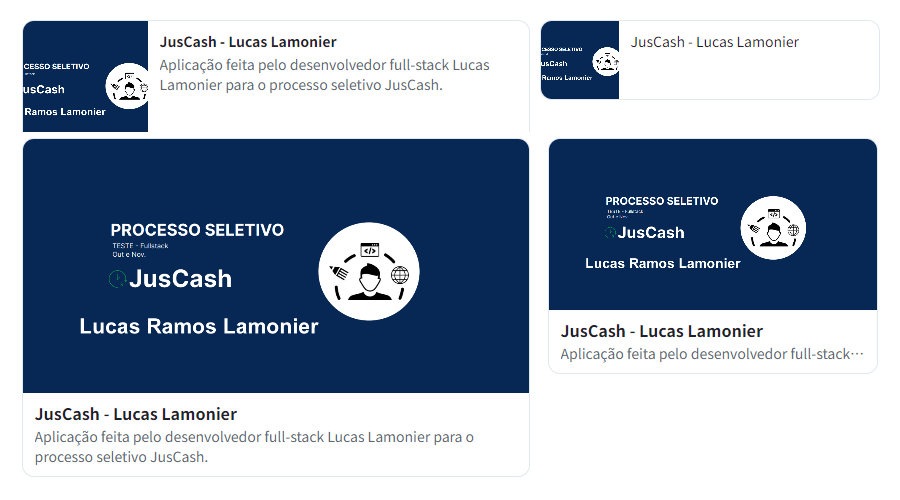 CESSO SELETIVO
usCash
Ramos Lamonier
JusCash - Lucas Lamonier
Aplicação feita pelo desenvolvedor full-stack Lucas
Lamonier para o processo seletivo JusCash.
CESSO SELETIVO
usCash
Ramos Lamonier
JusCash - Lucas Lamonier
PROCESSO SELETIVO
TESTE - Fullstack
Out e Nov.
JusCash
Lucas Ramos Lamonier
JusCash - Lucas Lamonier
Aplicação feita pelo desenvolvedor full-stack Lucas Lamonier para o
processo seletivo JusCash.
PROCESSO SELETIVO
TESTE - Fullstack
Out e Nov.
JusCash
Lucas Ramos Lamonier
JusCash - Lucas Lamonier
Aplicação feita pelo desenvolvedor full-stack···